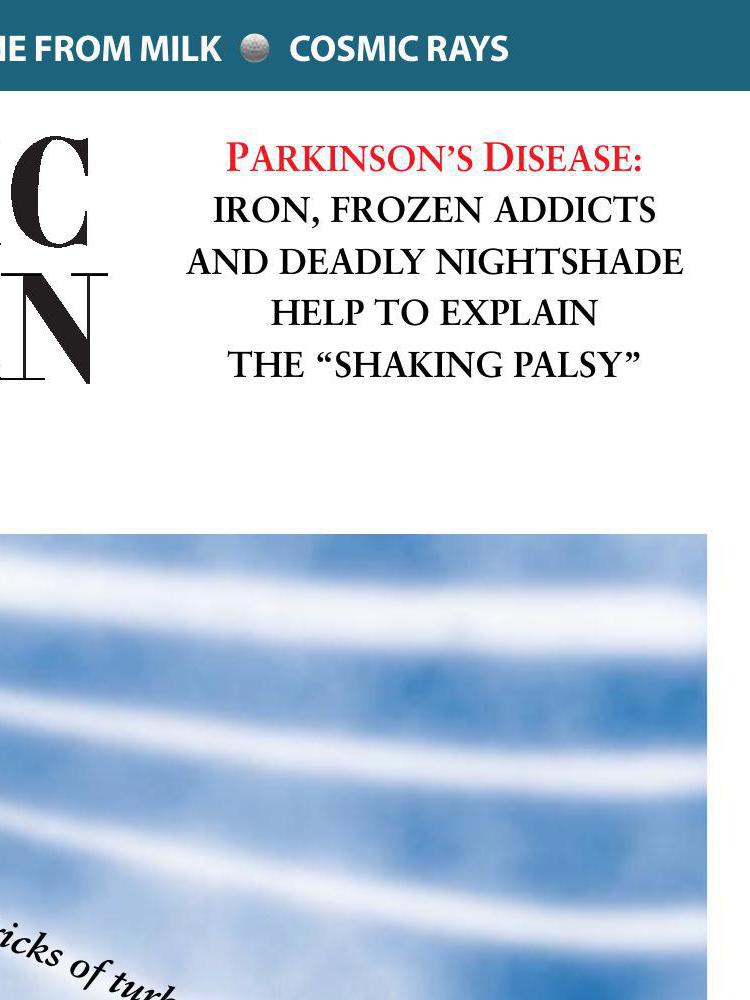 E FROM MILK COSMIC RAYS
C
N
PARKINSON’S DISEASE:
IRON, FROZEN ADDICTS
AND DEADLY NIGHTSHADE
HELP TO EXPLAIN
THE “SHAKING PALSY”
icks of turb